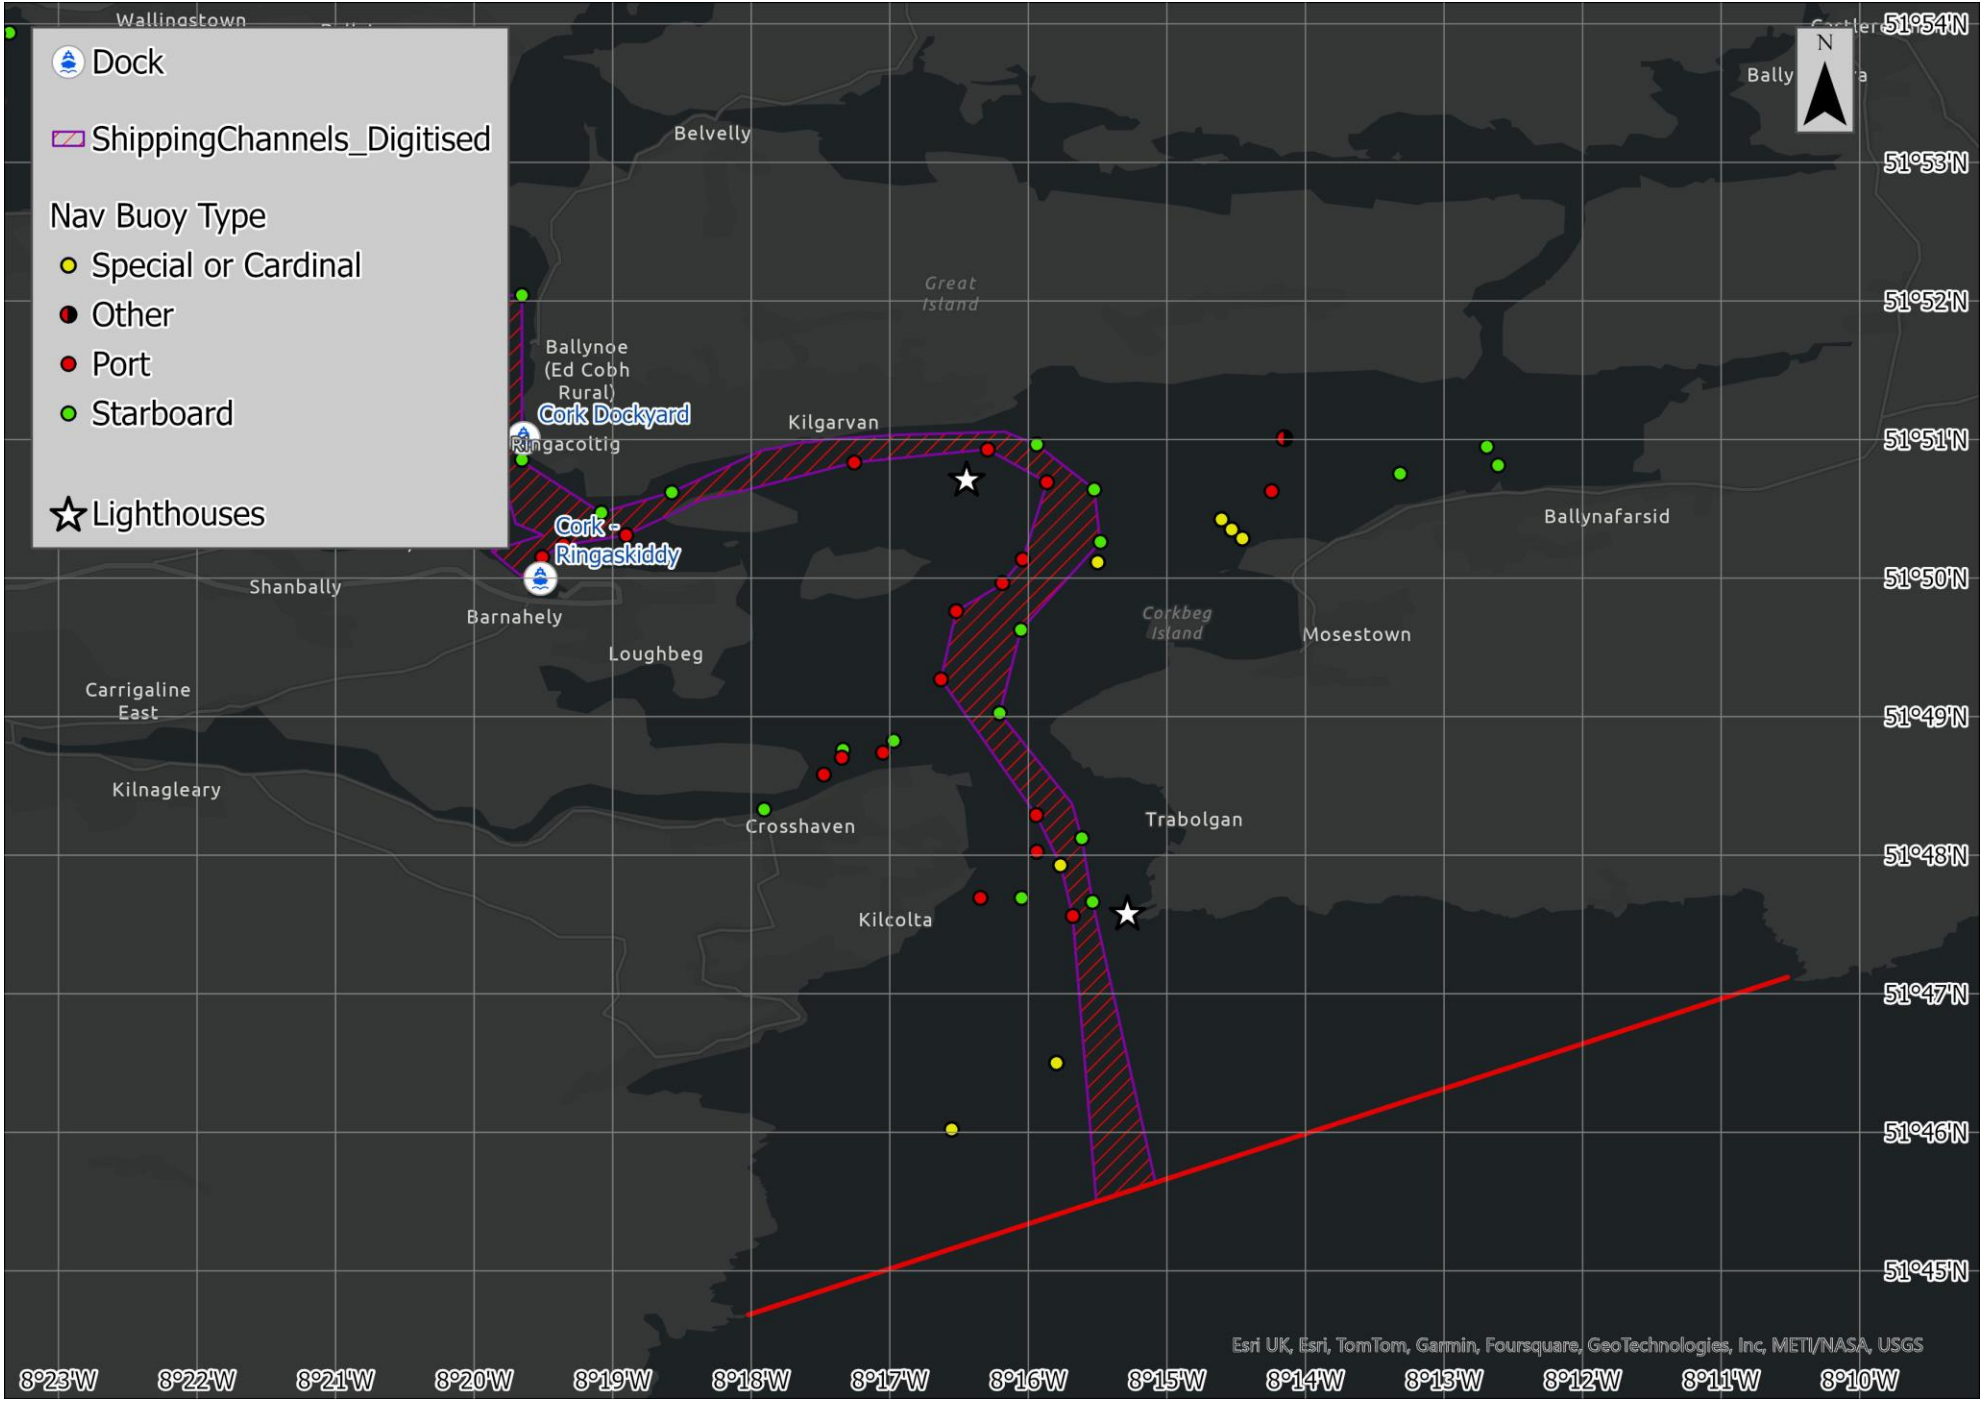 Wallingstown
51°54'N
Dock
N
Bally
Belvelly
ShippingChannels_Digitised
51°53'N
Nav Buoy Type
Special or Cardinal
Great
Island
51°52'N
Other
Ballynoe
(Ed Cobh
Rural)
Port
Starboard
Cork Dockyard
Kilgarvan
Ringacoltig
51°51'N
Lighthouses
Ballynafarsid
Cork -
Ringaskiddy
51°50'N
Shanbally
Barnahely
Corkbeg
Island
Mosestown
Loughbeg
Carrigaline
East
51°49'N
Kilnagleary
Crosshaven
Trabolgan
51°48'N
Kilcolta
51°47'N
51°46'N
51°45'N
Esri UK, Esri, TomTom, Garmin, Foursquare, GeoTechnologies, Inc, METI/NASA, USGS
8°23'W 8°22'W 8°21'W 8°20'W 8°19'W 8°18'W 8°17'W 8°16'W 8°15'W 8°14'W 8°13'W 8°12'W 8°11'W 8°10'W